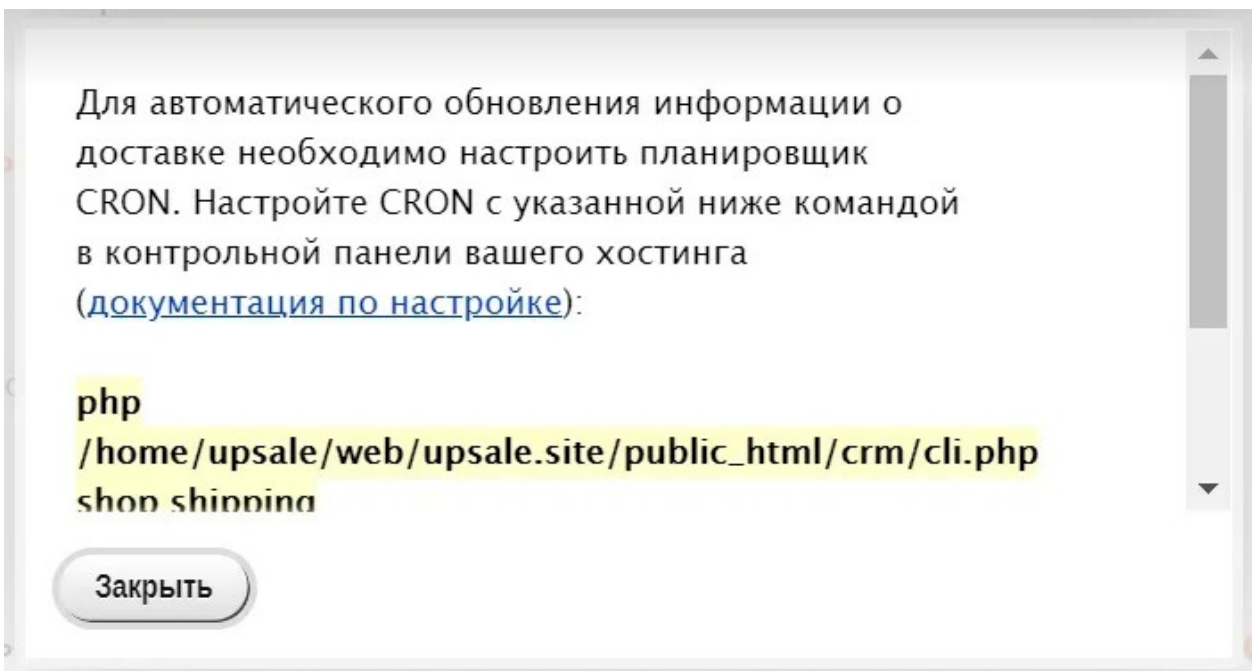 Для автоматического обновления информации о
доставке необходимо настроить планировщик
CRON. Настройте CRON с указанной ниже командой
в контрольной панели вашего хостинга
(документация по настройке):
php
/home/upsale/web/upsale.site/public_html/crm/cli.php
shop shipping
Закрыть